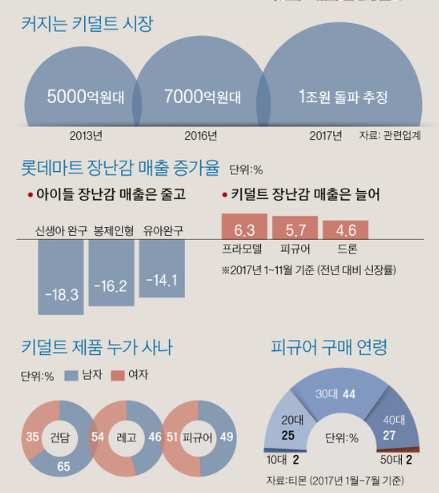 커지는 키덜트 시장
5000억원대
7000억원대
1조원 돌파 추정
2013년
2016년
2017년
자료: 관련업계
롯데마트 장난감 매출 증가율 단위:%
• 아이들 장난감 매출은 줄고
• 키덜트 장난감 매출은 늘어
신생아 완구
봉제인형
유아완구
-18.3
-16.2
-14.1
6.3
5.7
4.6
프라모델
피규어
드론
※2017년 1~11월 기준 (전년 대비 신장률)
키덜트 제품 누가 사나
단위:%
남자
여자
35
건담
65
54
레고
46
51
피규어
49
피규어 구매 연령
30대 44
20대
25
40대
27
단위:%
10대 2
50대 2
자료:티몬 (2017년 1월~7월 기준)